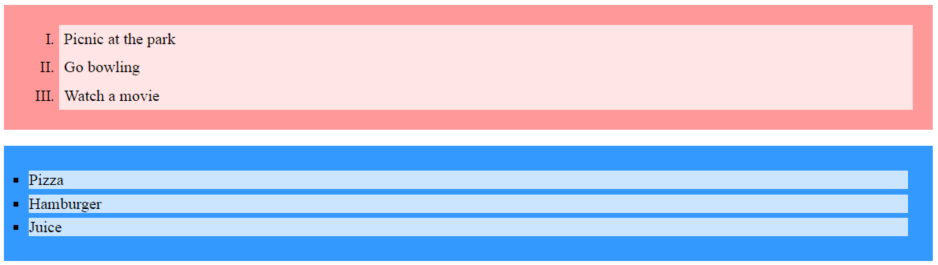 I. Picnic at the park
II. Go bowling
III. Watch a movie
▪ Pizza
▪ Hamburger
▪ Juice